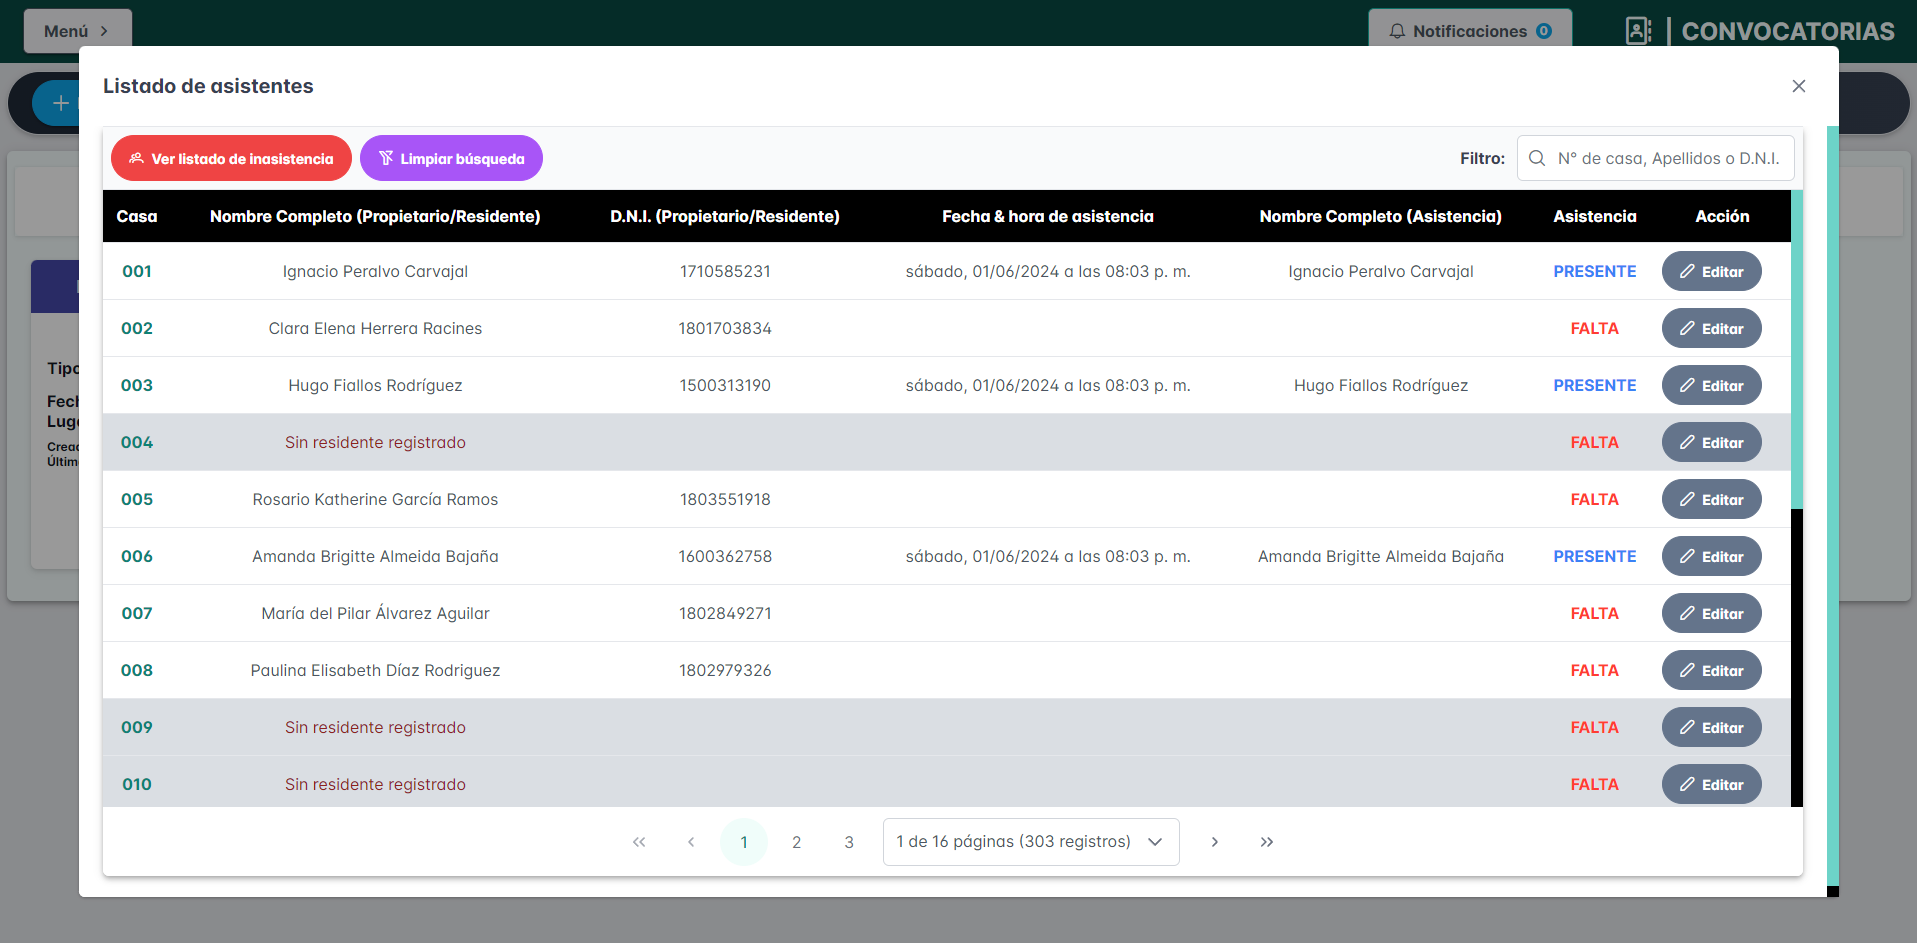 Menú
Notificaciones 0
CONVOCATORIAS
Listado de asistentes
Ver listado de inasistencia
Limpiar búsqueda
Filtro:
N° de casa, Apellidos o D.N.I.
Casa Nombre Completo (Propietario/Residente) D.N.I. (Propietario/Residente) Fecha & hora de asistencia Nombre Completo (Asistencia) Asistencia Acción
001 Ignacio Peralvo Carvajal 1710585231 sábado, 01/06/2024 a las 08:03 p. m. Ignacio Peralvo Carvajal PRESENTE Editar
002 Clara Elena Herrera Racines 1801703834 FALTA Editar
003 Hugo Fiallos Rodríguez 1500313190 sábado, 01/06/2024 a las 08:03 p. m. Hugo Fiallos Rodríguez PRESENTE Editar
004 Sin residente registrado FALTA Editar
005 Rosario Katherine García Ramos 1803551918 FALTA Editar
006 Amanda Brigitte Almeida Bajaña 1600362758 sábado, 01/06/2024 a las 08:03 p. m. Amanda Brigitte Almeida Bajaña PRESENTE Editar
007 María del Pilar Álvarez Aguilar 1802849271 FALTA Editar
008 Paulina Elisabeth Díaz Rodriguez 1802979326 FALTA Editar
009 Sin residente registrado FALTA Editar
010 Sin residente registrado FALTA Editar
1 2 3 1 de 16 páginas (303 registros)
Tipo